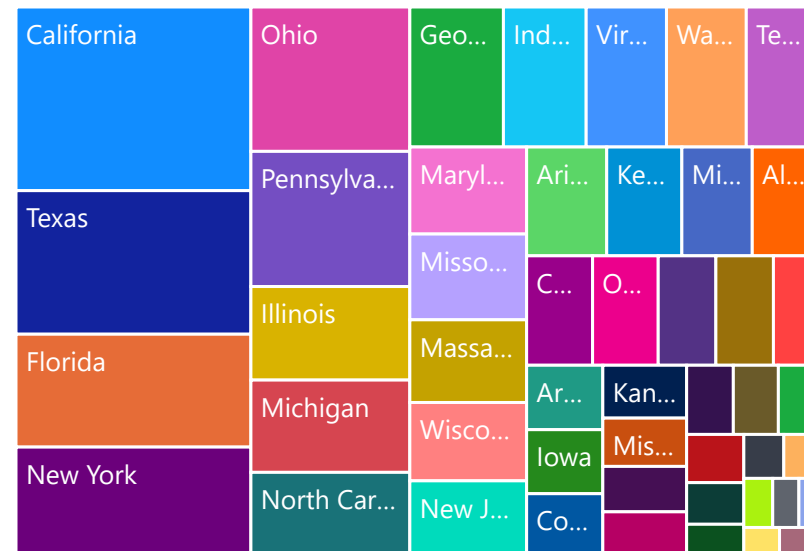 California
Texas
Florida
New York
Ohio
Pennsylva...
Illinois
Michigan
North Car...
Geo...
Ind...
Vir...
Wa...
Te...
Maryl...
Misso...
Massa...
Wisco...
New J...
Ari...
Ke...
Mi...
Al...
C...
O...
Ar...
Iowa
Co...
Kan...
Mis...